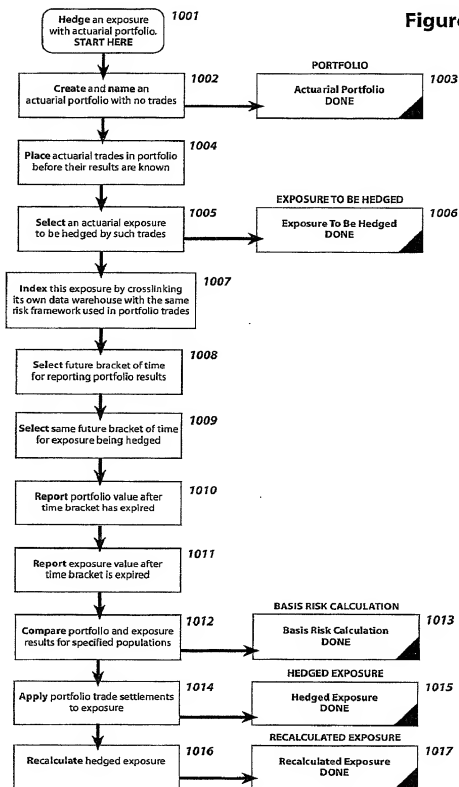 Figure
1001
Hedge an exposure
with actuarial portfolio.
START HERE
1002
Create and name an
actuarial portfolio with no trades
PORTFOLIO
1003
Actuarial Portfolio
DONE
1004
Place actuarial trades in portfolio
before their results are known
1005
Select an actuarial exposure
to be hedged by such trades
EXPOSURE TO BE HEDGED
1006
Exposure To Be Hedged
DONE
1007
Index this exposure by crosslinking
its own data warehouse with the same
risk framework used in portfolio trades
1008
Select future bracket of time
for reporting portfolio results
1009
Select same future bracket of time
for exposure being hedged
1010
Report portfolio value after
time bracket has expired
1011
Report exposure value after
time bracket is expired
1012
Compare portfolio and exposure
results for specified populations
BASIS RISK CALCULATION
1013
Basis Risk Calculation
DONE
1014
Apply portfolio trade settlements
to exposure
HEDGED EXPOSURE
1015
Hedged Exposure
DONE
1016
Recalculate hedged exposure
RECALCULATED EXPOSURE
1017
Recalculated Exposure
DONE